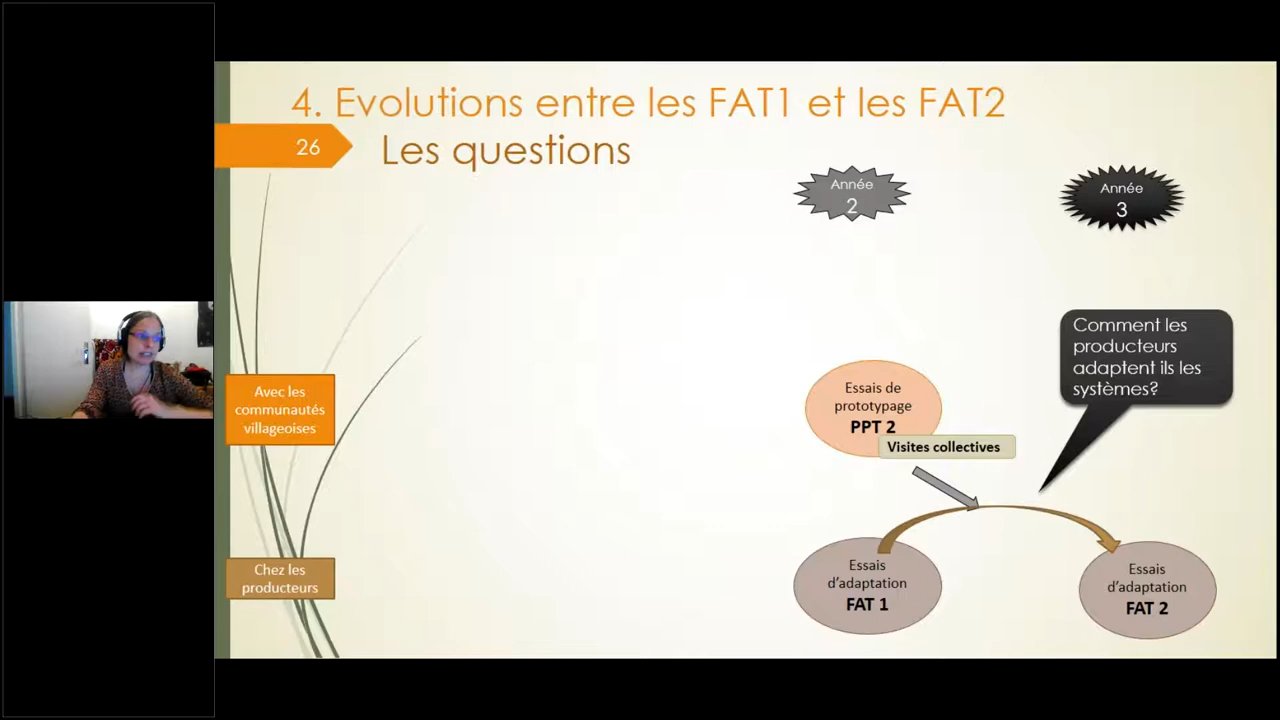 4. Evolutions entre les FAT1 et les FAT2
26
Les questions
Année
2
Année
3
Comment les
producteurs
adaptent ils les
systèmes?
Avec les
communautés
villageoises
Essais de
prototypage
PPT 2
Visites collectives
Chez les
producteurs
Essais
d'adaptation
FAT 1
Essais
d'adaptation
FAT 2